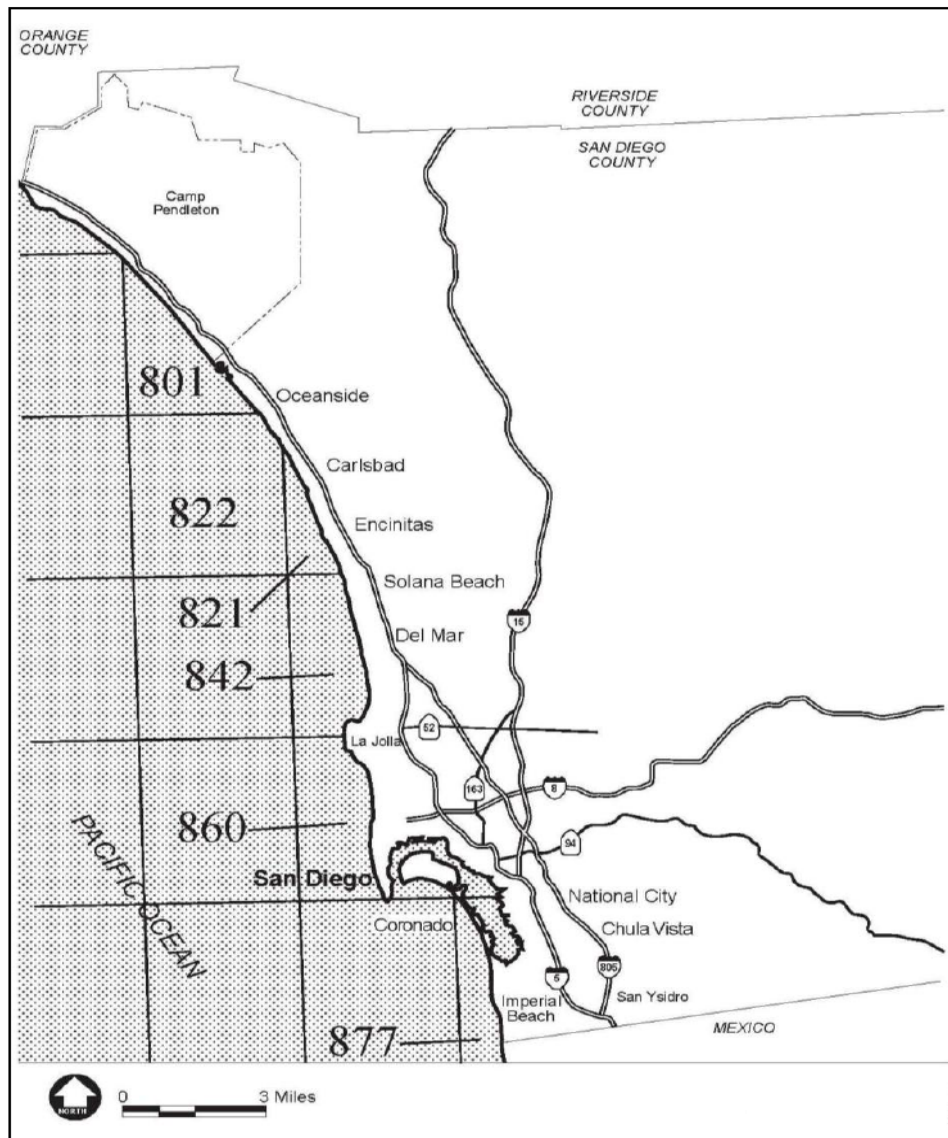 ORANGE
COUNTY
RIVERSIDE
COUNTY
SAN DIEGO
COUNTY
Camp
Pendleton
801
Oceanside
Carlsbad
822
Encinitas
Solana Beach
821
15
Del Mar
842
52
La Jolla
163
8
860
94
San Diego
PACIFIC OCEAN
National City
Coronado
Chula Vista
805
5
Imperial
Beach
San Ysidro
MEXICO
877
NORTH
0 3 Miles